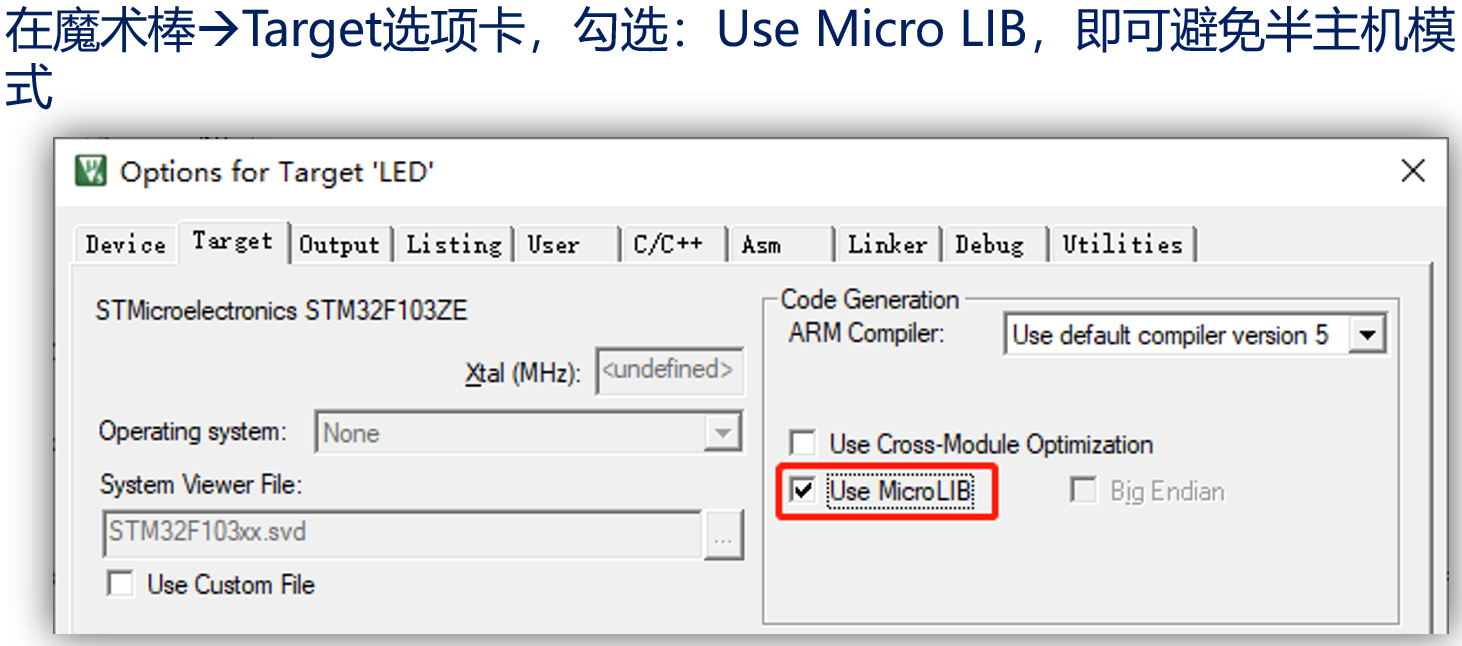 在魔术棒→Target选项卡，勾选：Use Micro LIB，即可避免半主机模
式
Options for Target 'LED'
Device Target Output Listing User C/C++ Asm Linker Debug Utilities
STMicroelectronics STM32F103ZE
Code Generation
ARM Compiler: Use default compiler version 5
Xtal (MHz): <undefined>
Operating system: None
Use Cross-Module Optimization
System Viewer File:
Use MicroLIB Big Endian
STM32F103xx.svd ...
Use Custom File